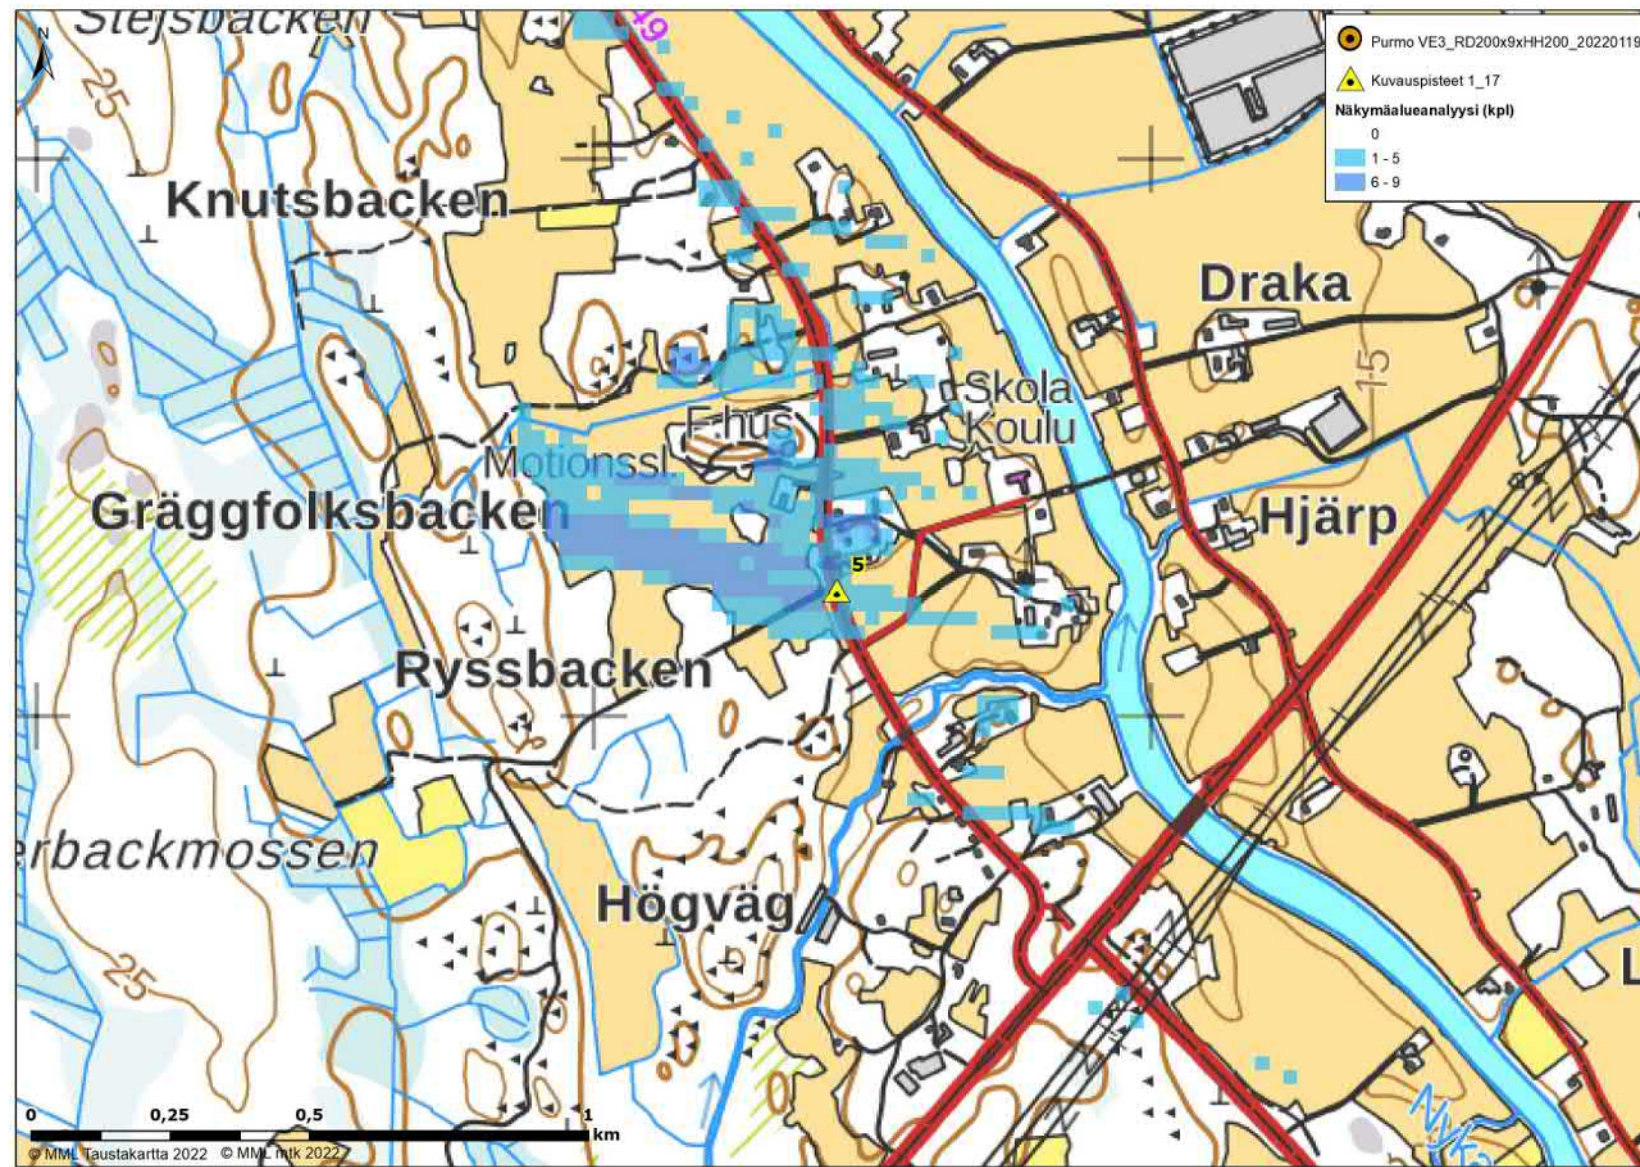 Stejsbacken
N
49
Purmo VE3_RD200x9xHH200_20220119
Kuvauspisteet 1_17
Näkymäalueanalyysi (kpl)
0
1 - 5
6 - 9
25
Knutsbacken
Draka
15
Skola
Koulu
F.hus
Motionssl.
Gräggfolksbacken
Hjärp
5
Ryssbacken
erbackmossen
Högväg
25
L
0 0,25 0,5 1
km
© MML Taustakartta 2022 © MML mtk 2022